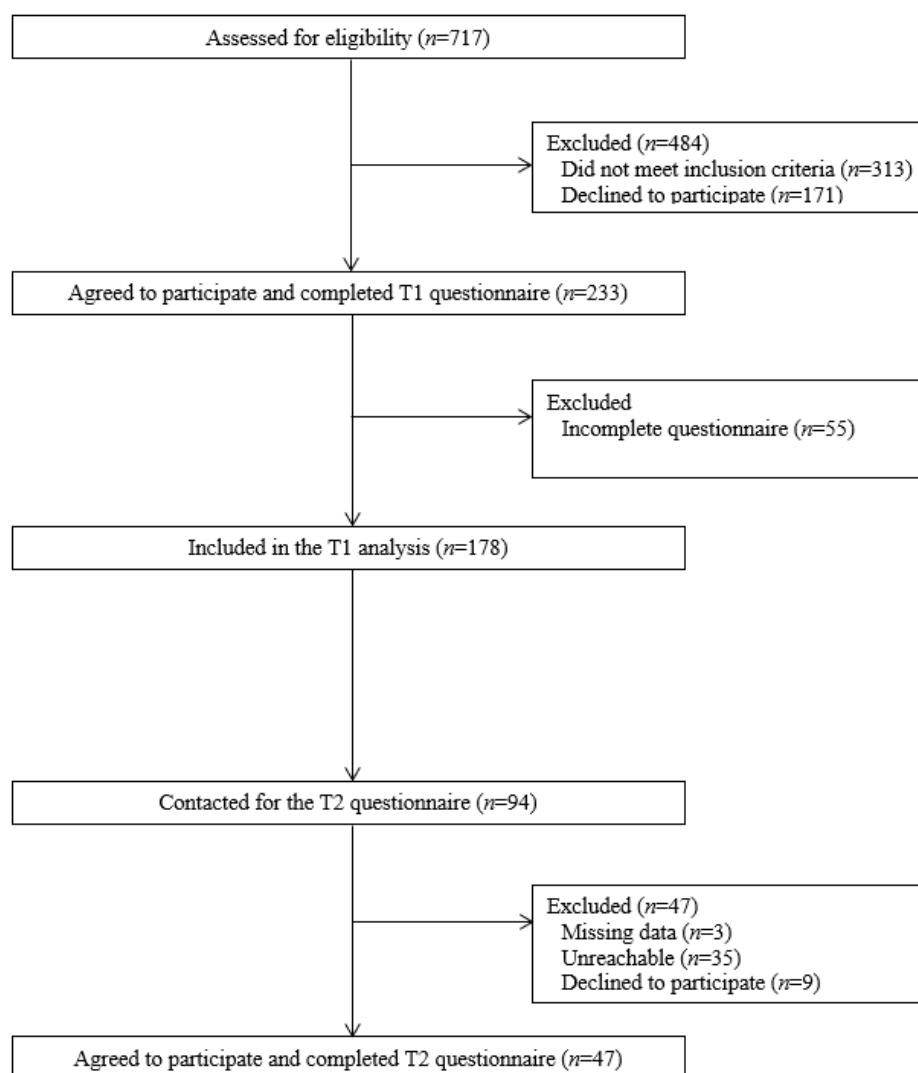 Assessed for eligibility (n=717)
Excluded (n=484)
Did not meet inclusion criteria (n=313)
Declined to participate (n=171)
Agreed to participate and completed T1 questionnaire (n=233)
Excluded
Incomplete questionnaire (n=55)
Included in the T1 analysis (n=178)
Contacted for the T2 questionnaire (n=94)
Excluded (n=47)
Missing data (n=3)
Unreachable (n=35)
Declined to participate (n=9)
Agreed to participate and completed T2 questionnaire (n=47)